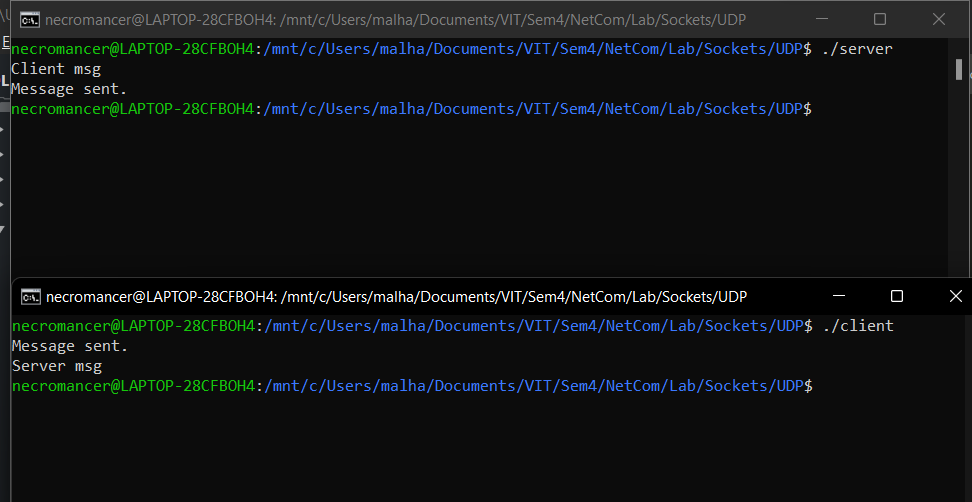 necromancer@LAPTOP-28CFBOH4: /mnt/c/Users/malha/Documents/VIT/Sem4/NetCom/Lab/Sockets/UDP
necromancer@LAPTOP-28CFBOH4:/mnt/c/Users/malha/Documents/VIT/Sem4/NetCom/Lab/Sockets/UDP$ ./server
Client msg
Message sent.
necromancer@LAPTOP-28CFBOH4:/mnt/c/Users/malha/Documents/VIT/Sem4/NetCom/Lab/Sockets/UDP$
necromancer@LAPTOP-28CFBOH4: /mnt/c/Users/malha/Documents/VIT/Sem4/NetCom/Lab/Sockets/UDP
necromancer@LAPTOP-28CFBOH4:/mnt/c/Users/malha/Documents/VIT/Sem4/NetCom/Lab/Sockets/UDP$ ./client
Message sent.
Server msg
necromancer@LAPTOP-28CFBOH4:/mnt/c/Users/malha/Documents/VIT/Sem4/NetCom/Lab/Sockets/UDP$